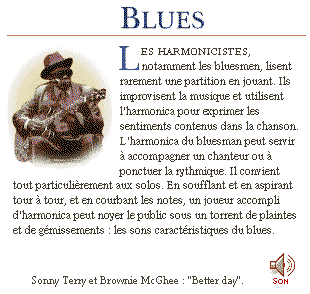 BLUES
LES HARMONICISTES,
notamment les bluesmen, lisent
rarement une partition en jouant. Ils
improvisent la musique et utilisent
l'harmonica pour exprimer les
sentiments contenus dans la chanson.
L'harmonica du bluesman peut servir
à accompagner un chanteur ou à
ponctuer la rythmique. Il convient
tout particulièrement aux solos. En soufflant et en aspirant
tour à tour, et en courbant les notes, un joueur accompli
d'harmonica peut noyer le public sous un torrent de plaintes
et de gémissements : les sons caractéristiques du blues.
Sonny Terry et Brownie McGhee : "Better day".
SON